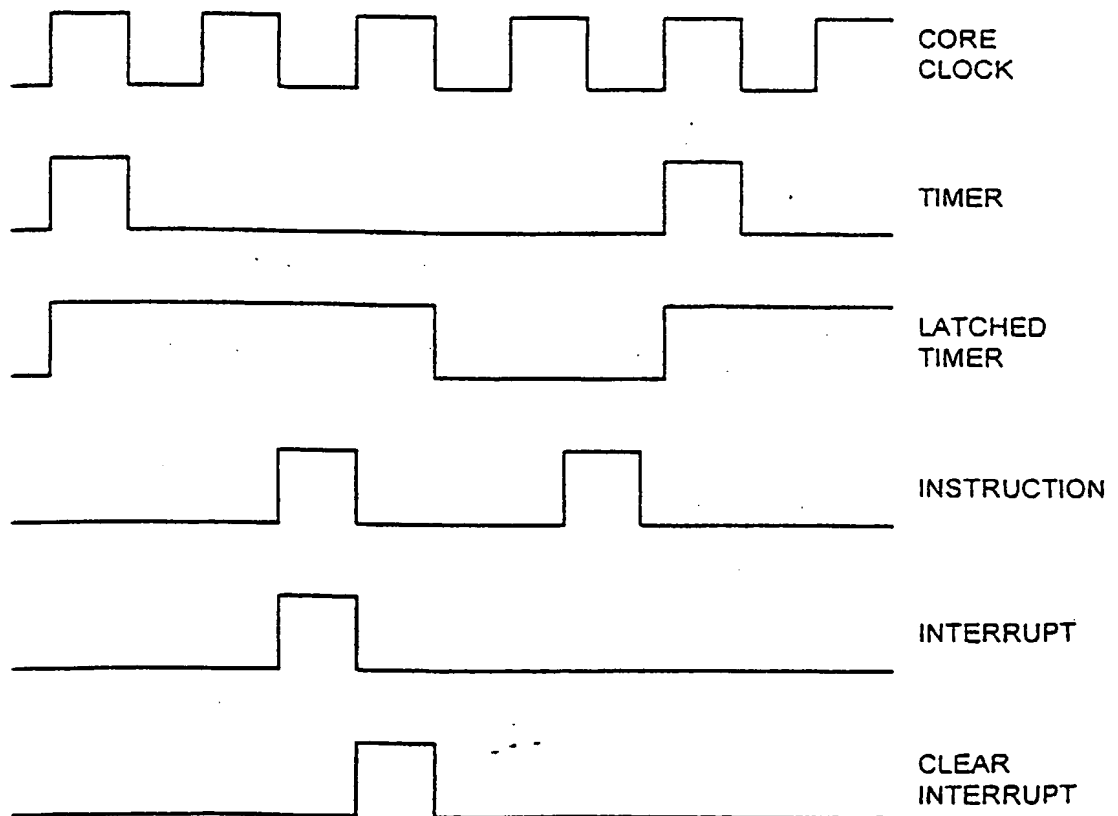 CORE
CLOCK
TIMER
LATCHED
TIMER
INSTRUCTION
INTERRUPT
CLEAR
INTERRUPT